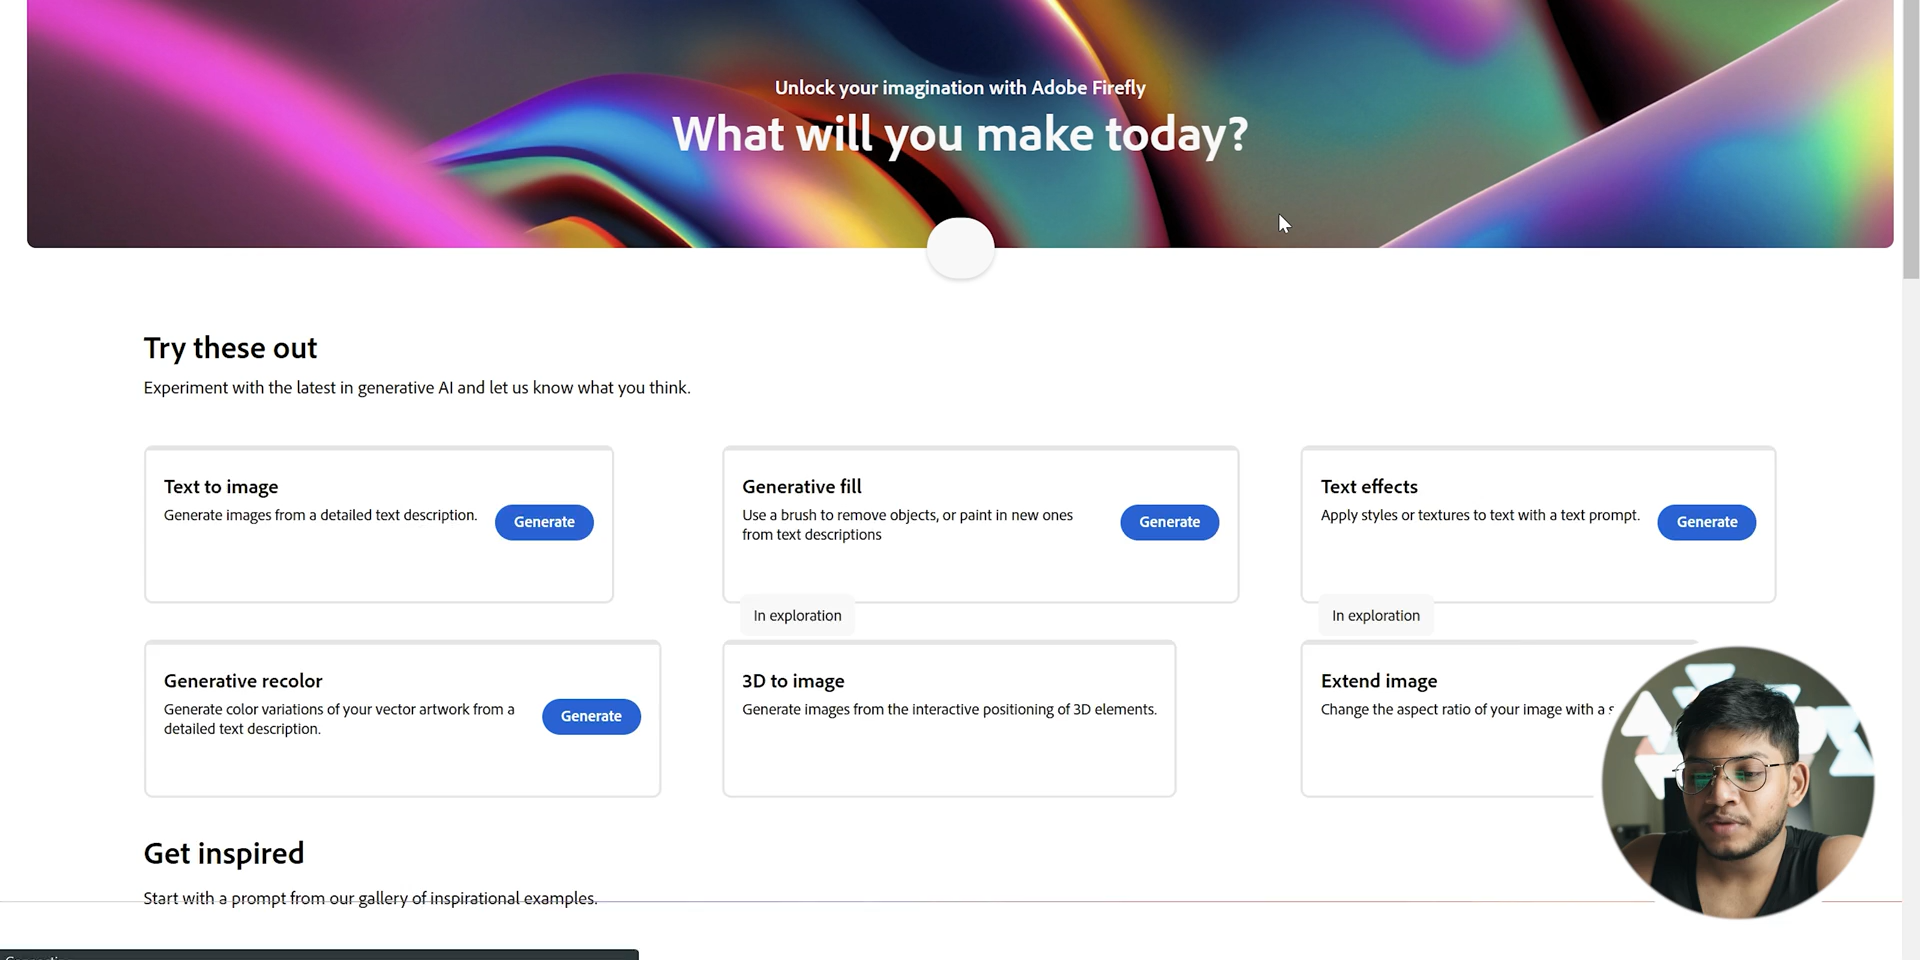 Unlock your imagination with Adobe Firefly
What will you make today?
Try these out
Experiment with the latest in generative AI and let us know what you think.
Text to image
Generate images from a detailed text description.
Generate
Generative fill
Use a brush to remove objects, or paint in new ones
from text descriptions
Generate
Text effects
Apply styles or textures to text with a text prompt.
Generate
In exploration
In exploration
Generative recolor
Generate color variations of your vector artwork from a
detailed text description.
Generate
3D to image
Generate images from the interactive positioning of 3D elements.
Extend image
Change the aspect ratio of your image with a
Get inspired
Start with a prompt from our gallery of inspirational examples.